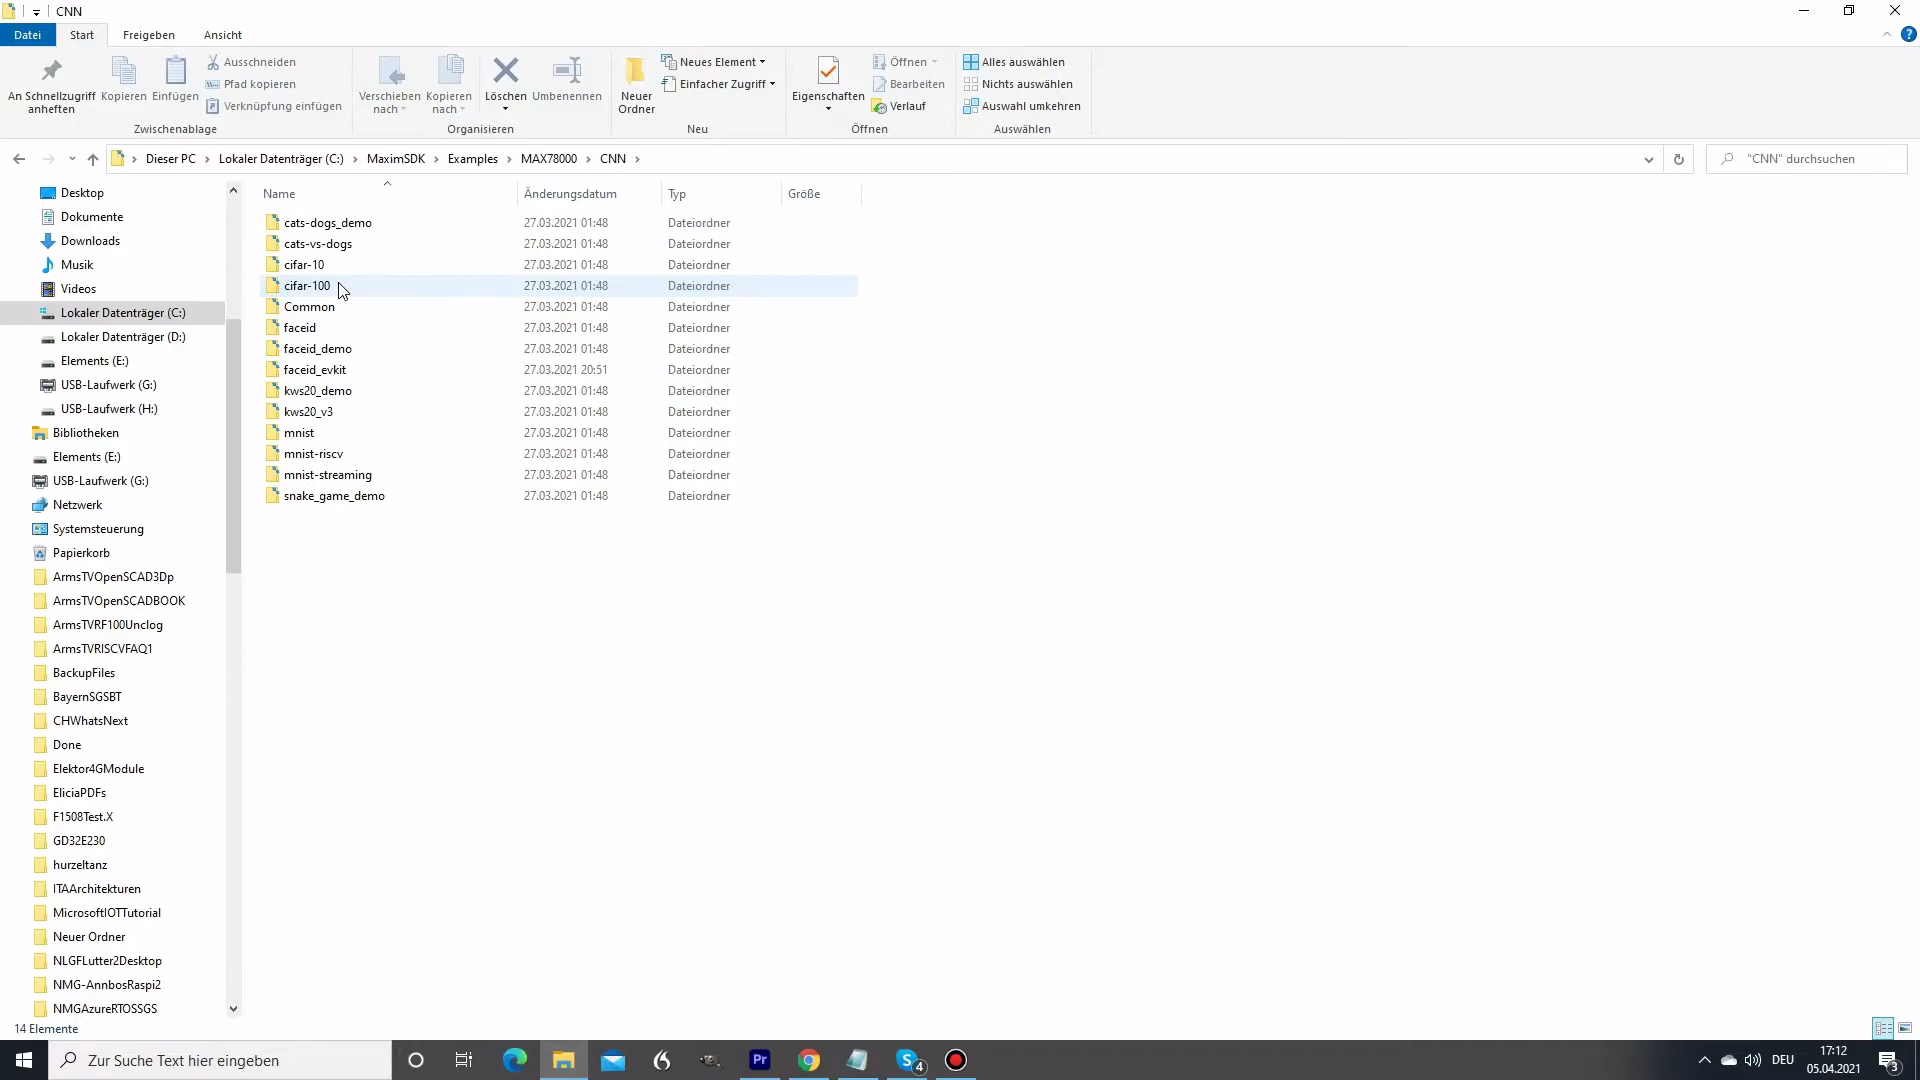 CNN
Datei Start Freigeben Ansicht
An Schnellzugriff anheften
Kopieren
Einfügen
Ausschneiden
Pfad kopieren
Verknüpfung einfügen
Zwischenablage
Verschieben nach
Kopieren nach
Löschen
Umbenennen
Organisieren
Neuer Ordner
Neues Element
Einfacher Zugriff
Neu
Eigenschaften
Öffnen
Bearbeiten
Verlauf
Öffnen
Alles auswählen
Nichts auswählen
Auswahl umkehren
Auswählen
Dieser PC Lokaler Datenträger (C:) MaximSDK Examples MAX78000 CNN
"CNN" durchsuchen
Desktop
Dokumente
Downloads
Musik
Videos
Lokaler Datenträger (C:)
Lokaler Datenträger (D:)
Elements (E:)
USB-Laufwerk (G:)
USB-Laufwerk (H:)
Bibliotheken
Elements (E:)
USB-Laufwerk (G:)
Netzwerk
Systemsteuerung
Papierkorb
ArmsTVOpenSCAD3Dp
ArmsTVOpenSCADBOOK
ArmsTVRF100Unclog
ArmsTVRISCVFAQ1
BackupFiles
BayernSGSBT
CHWhatsNext
Done
Elektor4GModule
EliciaPDFs
F1508Test.X
GD32E230
hurzeltanz
ITAArchitekturen
MicrosoftIOTTutorial
Neuer Ordner
NLGFLutter2Desktop
NMG-AnnbosRaspi2
NMGAzureRTOSSGS
Name Änderungsdatum Typ Größe
cats-dogs_demo 27.03.2021 01:48 Dateiordner
cats-vs-dogs 27.03.2021 01:48 Dateiordner
cifar-10 27.03.2021 01:48 Dateiordner
cifar-100 27.03.2021 01:48 Dateiordner
Common 27.03.2021 01:48 Dateiordner
faceid 27.03.2021 01:48 Dateiordner
faceid_demo 27.03.2021 01:48 Dateiordner
faceid_evkit 27.03.2021 20:51 Dateiordner
kws20_demo 27.03.2021 01:48 Dateiordner
kws20_v3 27.03.2021 01:48 Dateiordner
mnist 27.03.2021 01:48 Dateiordner
mnist-riscv 27.03.2021 01:48 Dateiordner
mnist-streaming 27.03.2021 01:48 Dateiordner
snake_game_demo 27.03.2021 01:48 Dateiordner
14 Elemente
Zur Suche Text hier eingeben
Pr
S
4
DEU
17:12
05.04.2021
3